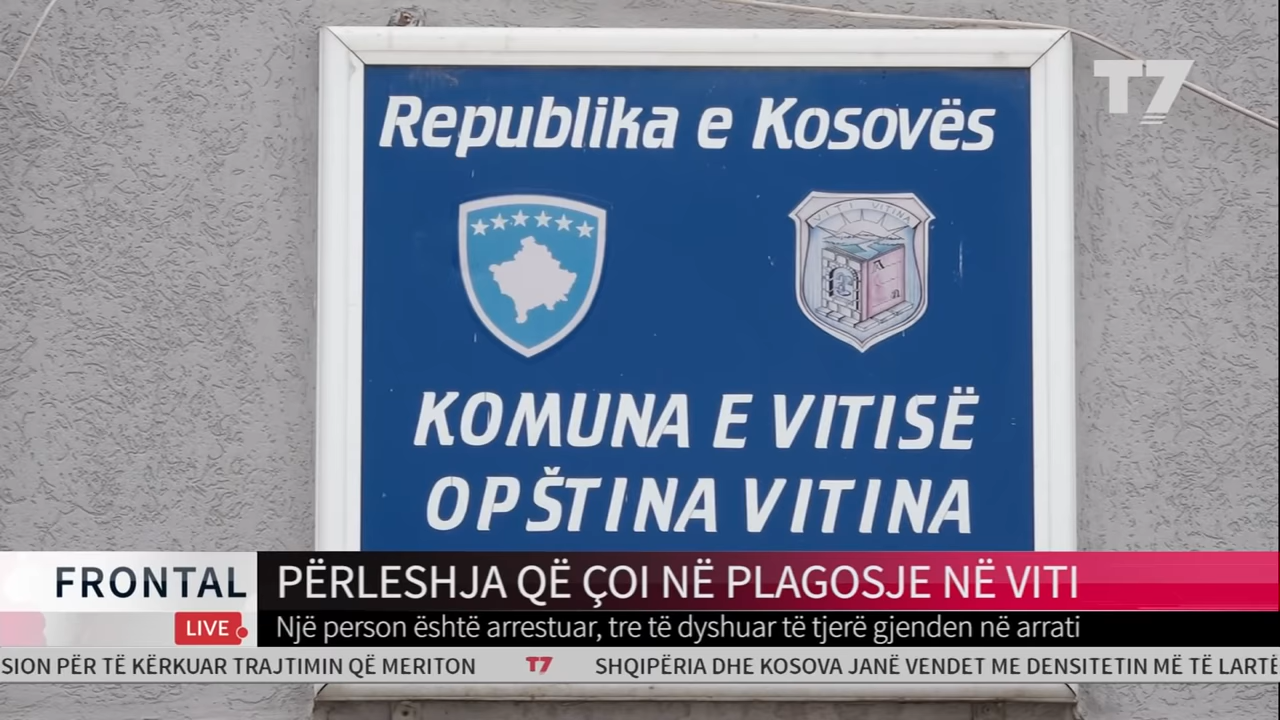 T7
Republika e Kosovës
VITI VITINA
KOMUNA E VITISË
OPŠTINA VITINA
FRONTAL
PËRLESHJA QË ÇOI NË PLAGOSJE NË VITI
LIVE
Një person është arrestuar, tre të dyshuar të tjerë gjenden në arrati
SION PËR TË KËRKUAR TRAJTIMIN QË MERITON T7 SHQIPËRIA DHE KOSOVA JANË VENDET ME DENSITETIN MË TË LARTË